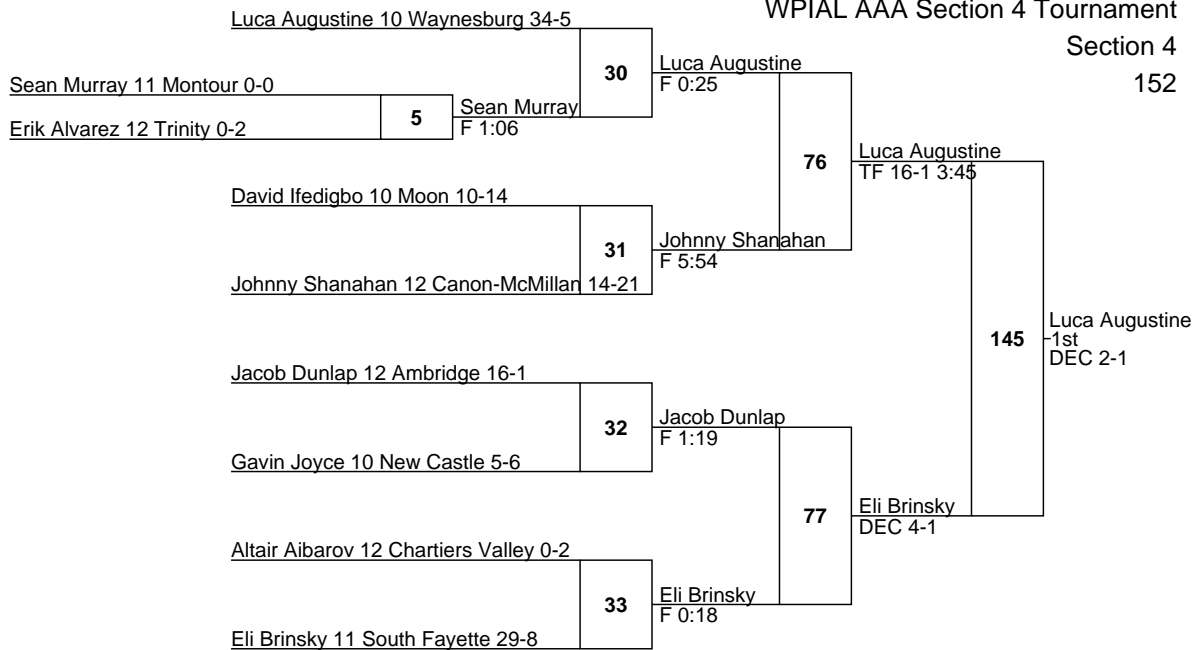 WPIAL AAA Section 4 Tournament
Section 4
152
Luca Augustine 10 Waynesburg 34-5
30
Luca Augustine
F 0:25
Sean Murray 11 Montour 0-0
5
Sean Murray
F 1:06
Erik Alvarez 12 Trinity 0-2
76
Luca Augustine
TF 16-1 3:45
David Ifedigbo 10 Moon 10-14
31
Johnny Shanahan
F 5:54
Johnny Shanahan 12 Canon-McMillan 14-21
145
Luca Augustine
1st
DEC 2-1
Jacob Dunlap 12 Ambridge 16-1
32
Jacob Dunlap
F 1:19
Gavin Joyce 10 New Castle 5-6
77
Eli Brinsky
DEC 4-1
Altair Aibarov 12 Chartiers Valley 0-2
33
Eli Brinsky
F 0:18
Eli Brinsky 11 South Fayette 29-8